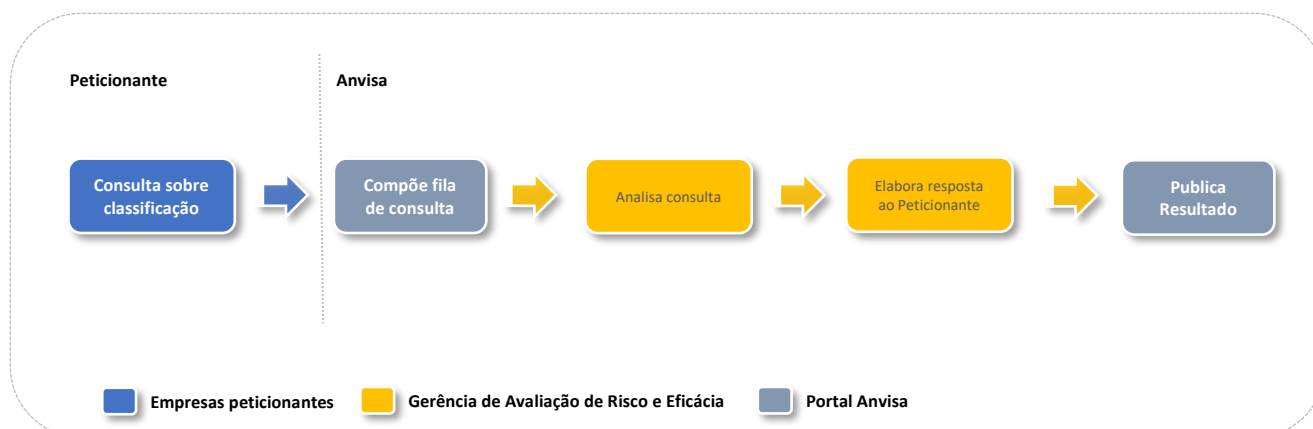 Peticionante
Anvisa
Consulta sobre
classificação
Compõe fila
de consulta
Analisa consulta
Elabora resposta
ao Peticionante
Publica
Resultado
Empresas peticionantes
Gerência de Avaliação de Risco e Eficácia
Portal Anvisa